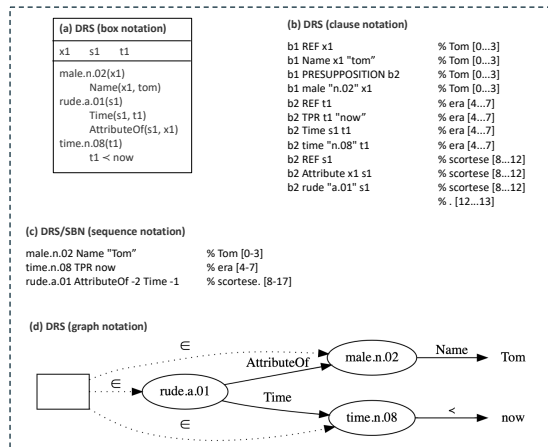 (a) DRS (box notation)
x1 s1 t1
male.n.02(x1)
Name(x1, tom)
rude.a.01(s1)
Time(s1, t1)
AttributeOf(s1, x1)
time.n.08(t1)
t1 ≺ now
(b) DRS (clause notation)
b1 REF x1 % Tom [0...3]
b1 Name x1 "tom" % Tom [0...3]
b1 PRESUPPOSITION b2 % Tom [0...3]
b1 male "n.02" x1 % Tom [0...3]
b2 REF t1 % era [4...7]
b2 TPR t1 "now" % era [4...7]
b2 Time s1 t1 % era [4...7]
b2 time "n.08" t1 % era [4...7]
b2 REF s1 % scortese [8...12]
b2 Attribute x1 s1 % scortese [8...12]
b2 rude "a.01" s1 % scortese [8...12]
% . [12...13]
(c) DRS/SBN (sequence notation)
male.n.02 Name "Tom" % Tom [0-3]
time.n.08 TPR now % era [4-7]
rude.a.01 AttributeOf -2 Time -1 % scortese. [8-17]
(d) DRS (graph notation)
∈
AttributeOf
male.n.02
Name
Tom
∈
rude.a.01
Time
∈
time.n.08
≺
now